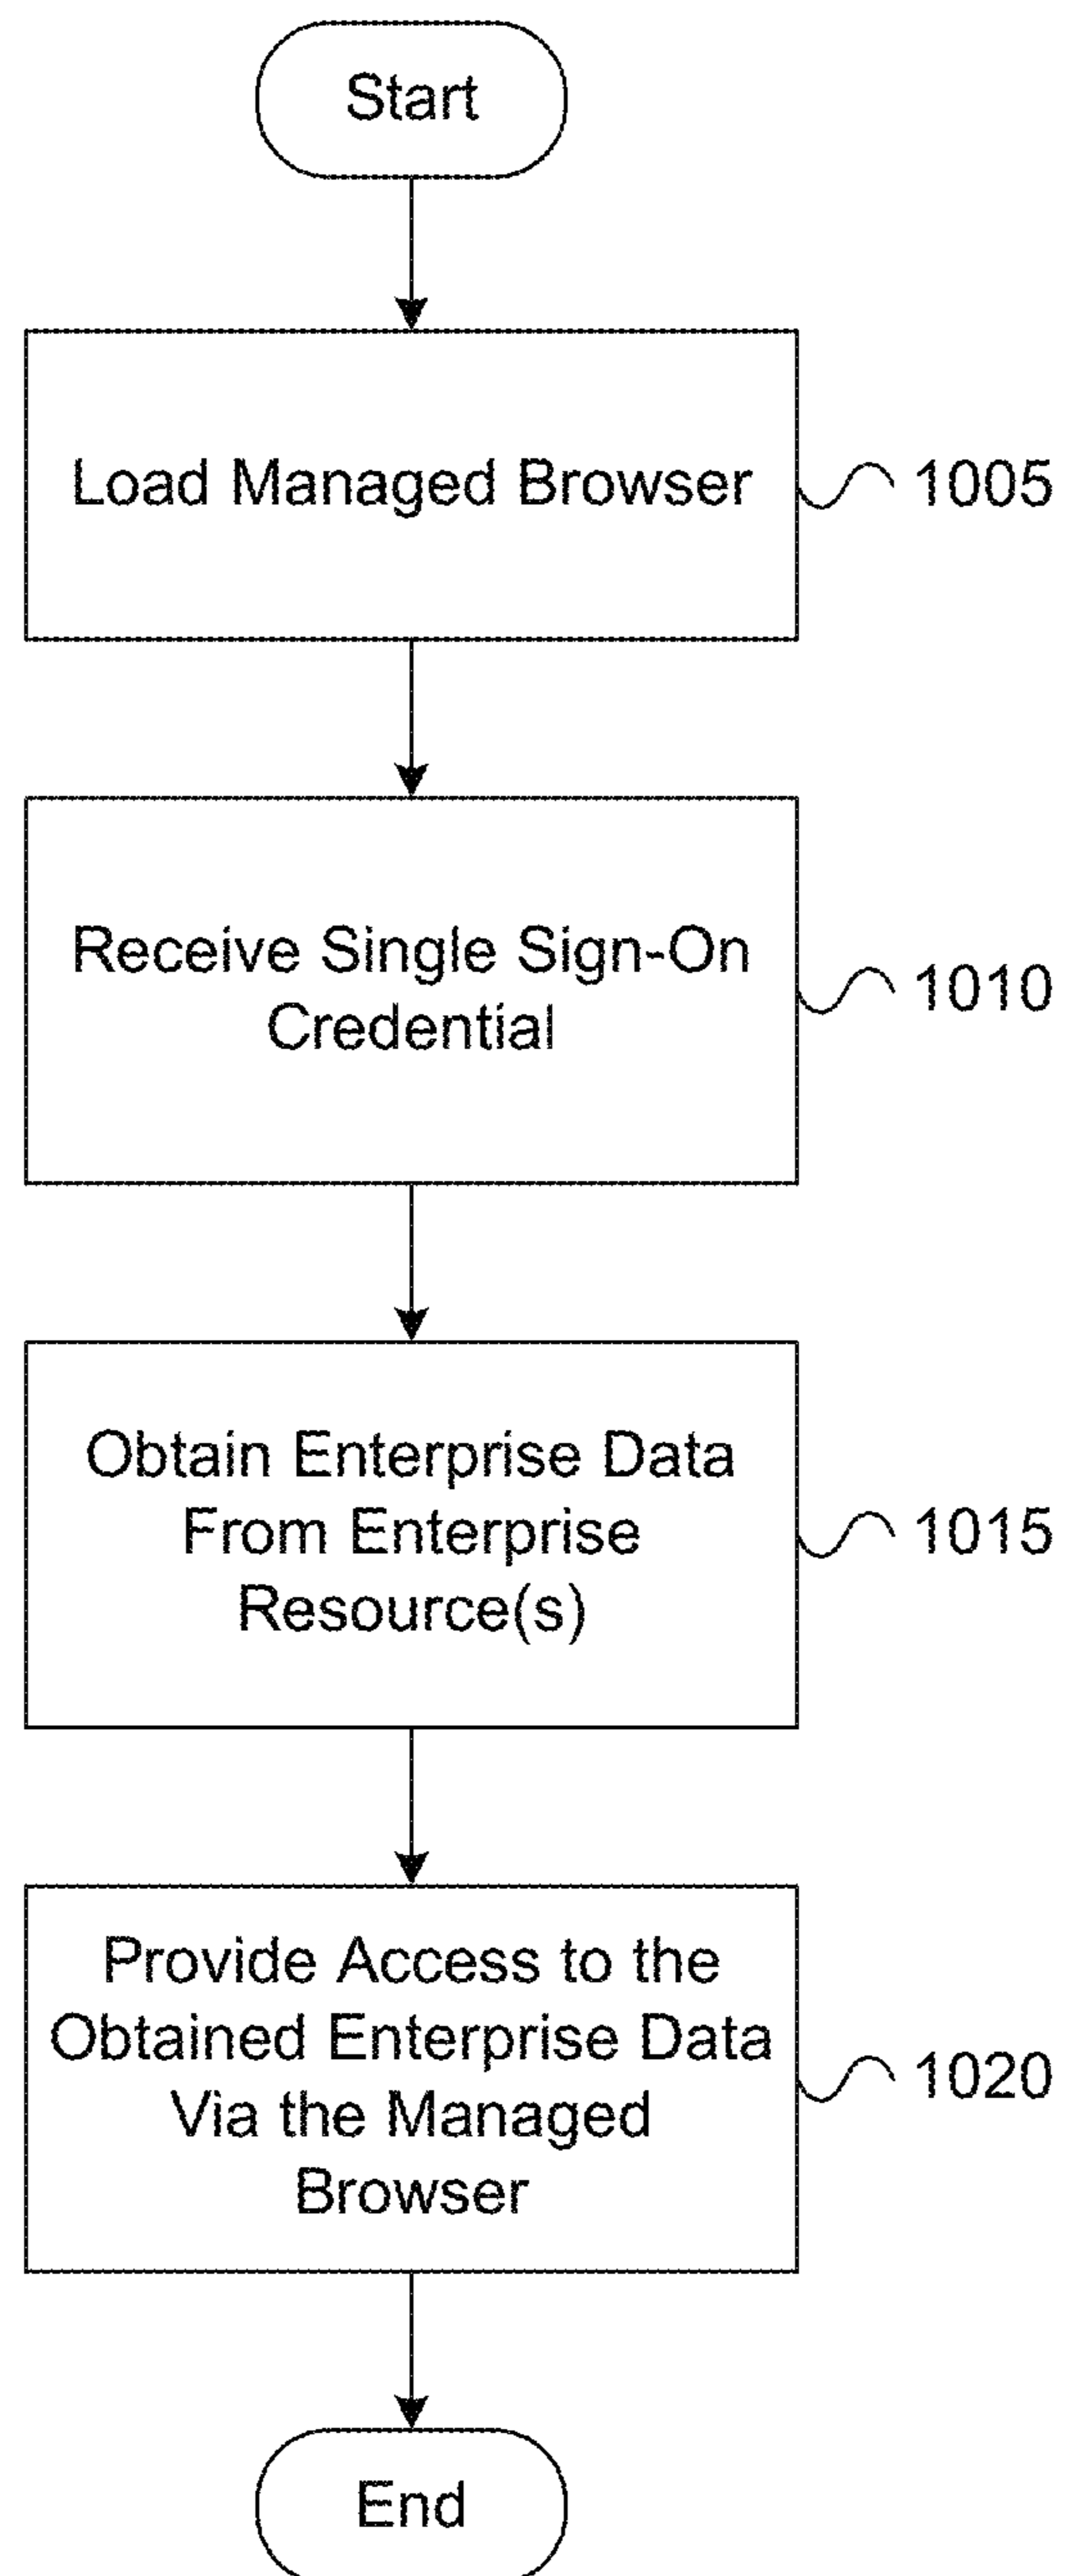 Start
Load Managed Browser
1005
Receive Single Sign-On
Credential
1010
Obtain Enterprise Data
From Enterprise
Resource(s)
1015
Provide Access to the
Obtained Enterprise Data
Via the Managed
Browser
1020
End